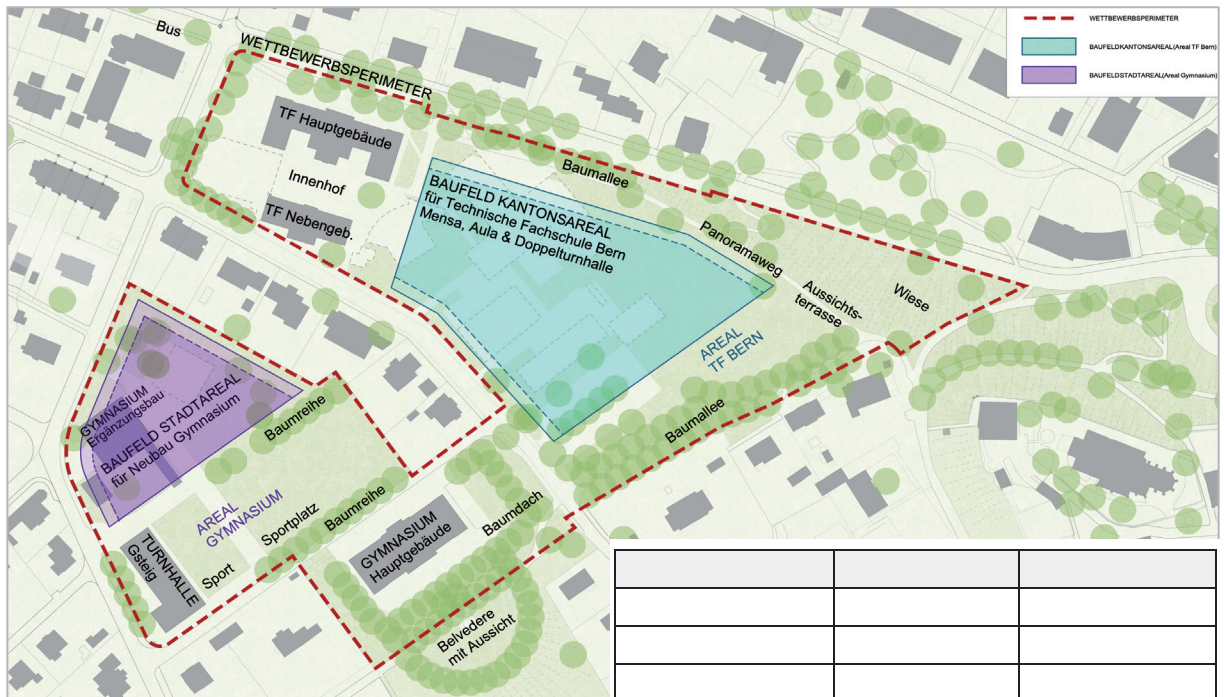 WETTBEWERBSPERIMETER
BAUFELDKANTONSAREAL(Areal TF Bern)
BAUFELDSTADTAREAL(Areal Gymnasium)
Bus
WETTBEWERBSPERIMETER
TF Hauptgebäude
Innenhof
TF Nebengeb.
Baumallee
BAUFELD KANTONSAREAL
für Technische Fachschule Bern
Mensa, Aula & Doppelturnhalle
Panoramaweg
Aussichts-
terrasse
Wiese
AREAL
TF BERN
Baumallee
GYMNASIUM
Ergänzungsbau
BAUFELD STADTAREAL
für Neubau Gymnasium
Baumreihe
AREAL
GYMNASIUM
Sportplatz
Baumreihe
TURNHALLE
Gsteig
Sport
GYMNASIUM
Hauptgebäude
Baumdach
Belvedere
mit Aussicht